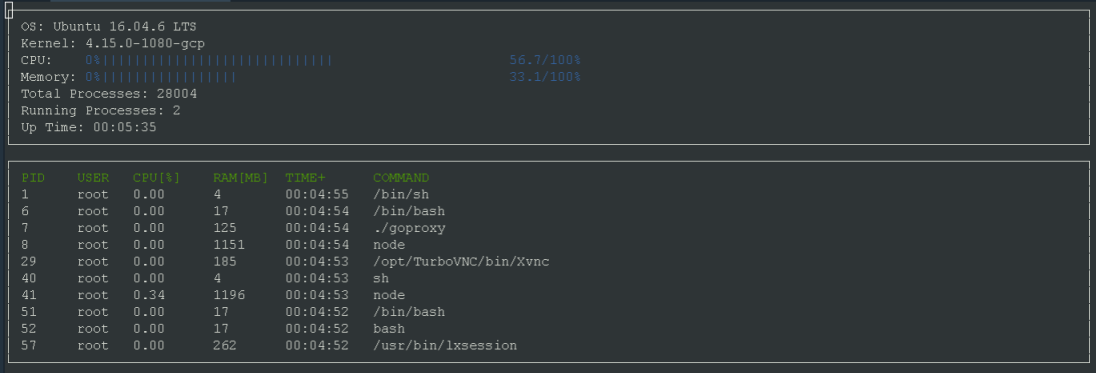 OS: Ubuntu 16.04.6 LTS
Kernel: 4.15.0-1080-gcp
CPU: 0%||||||||||||||||||||||||||||| 56.7/100%
Memory: 0%||||||||||||||||| 33.1/100%
Total Processes: 28004
Running Processes: 2
Up Time: 00:05:35
PID USER CPU[%] RAM[MB] TIME+ COMMAND
1 root 0.00 4 00:04:55 /bin/sh
6 root 0.00 17 00:04:54 /bin/bash
7 root 0.00 125 00:04:54 ./goproxy
8 root 0.00 1151 00:04:54 node
29 root 0.00 185 00:04:53 /opt/TurboVNC/bin/Xvnc
40 root 0.00 4 00:04:53 sh
41 root 0.34 1196 00:04:53 node
51 root 0.00 17 00:04:52 /bin/bash
52 root 0.00 17 00:04:52 bash
57 root 0.00 262 00:04:52 /usr/bin/lxsession